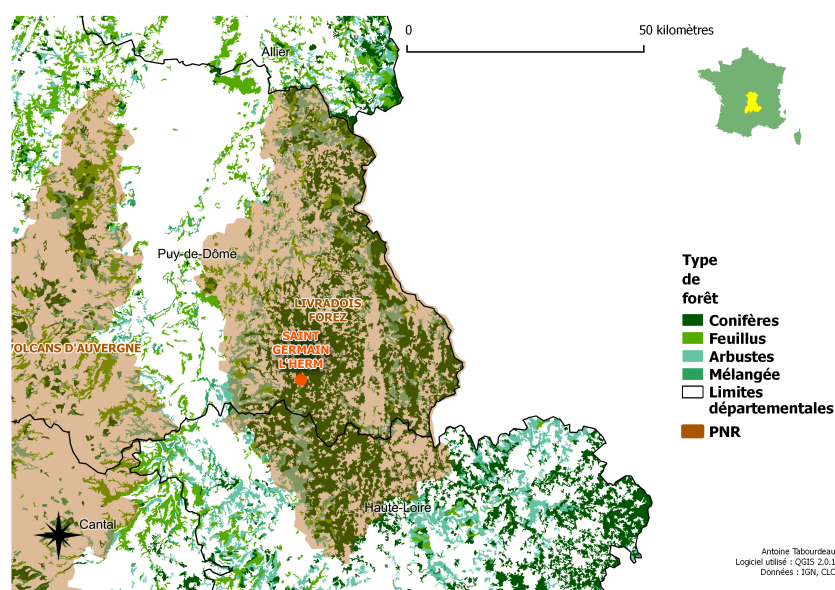 0
50 kilomètres
Allier
Puy-de-Dôme
LIVRADOIS
FOREZ
SAINT
GERMAIN
L'HERM
VOLCANS D'AUVERGNE
Haute-Loire
Cantal
Type
de
forêt
Conifères
Feuillus
Arbustes
Mélangée
Limites
départementales
PNR
Antoine Tabourdeau
Logiciel utilisé : QGIS 2.0.1
Données : IGN, CLC